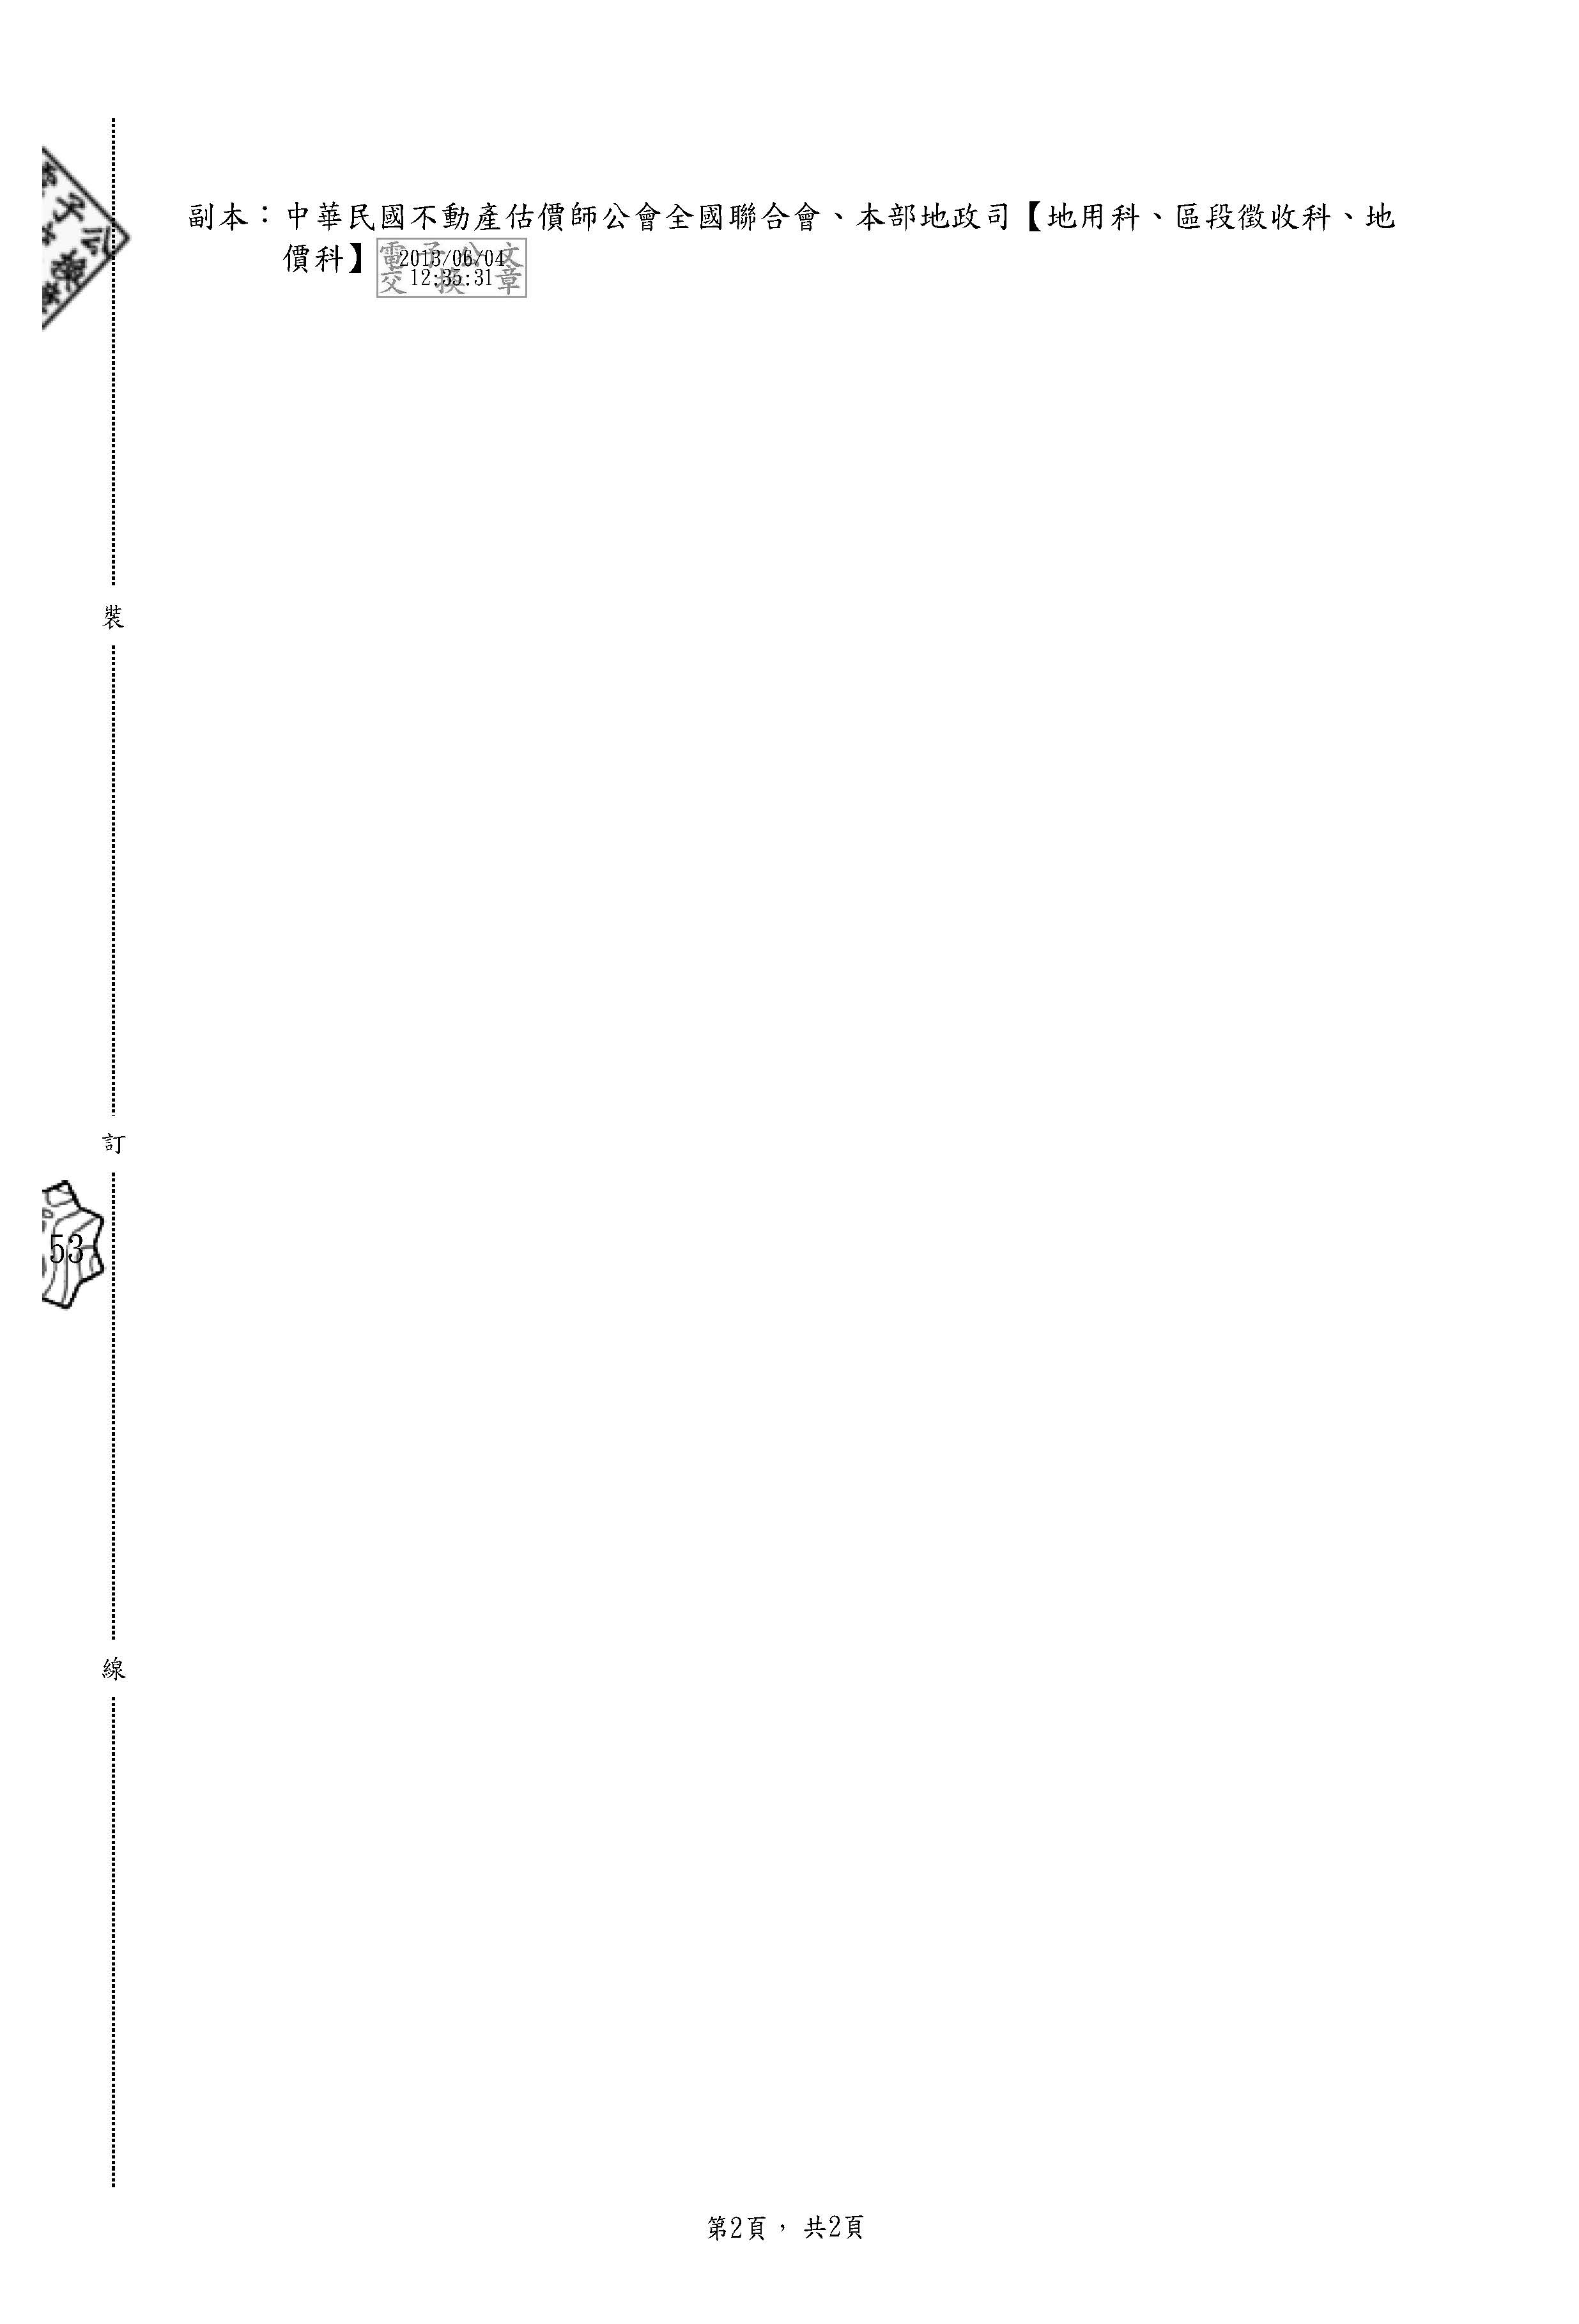 副本：中華民國不動產估價師公會全國聯合會、本部地政司【地用科、區段徵收科、地
價科】
電子公文
2013/06/04
交換章
12:35:31
子公
換
裝
訂
53
線
第2頁，共2頁